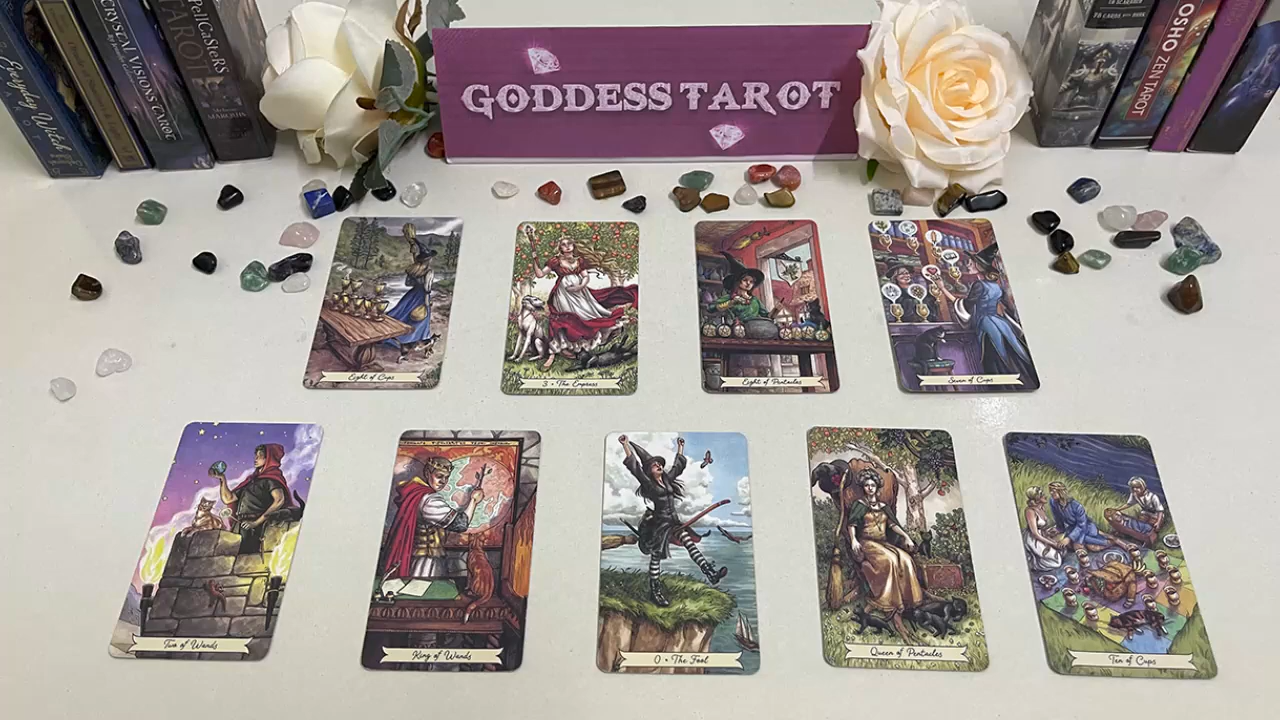 Everyday Witch
CRYSTAL VISIONS TAROT
SPELLCASTERS
TAROT
GODDESS TAROT
OSHO ZEN TAROT
Eight of Cups
3 • The Empress
Eight of Pentacles
Seven of Cups
Two of Wands
King of Wands
0 • The Fool
Queen of Pentacles
Ten of Cups